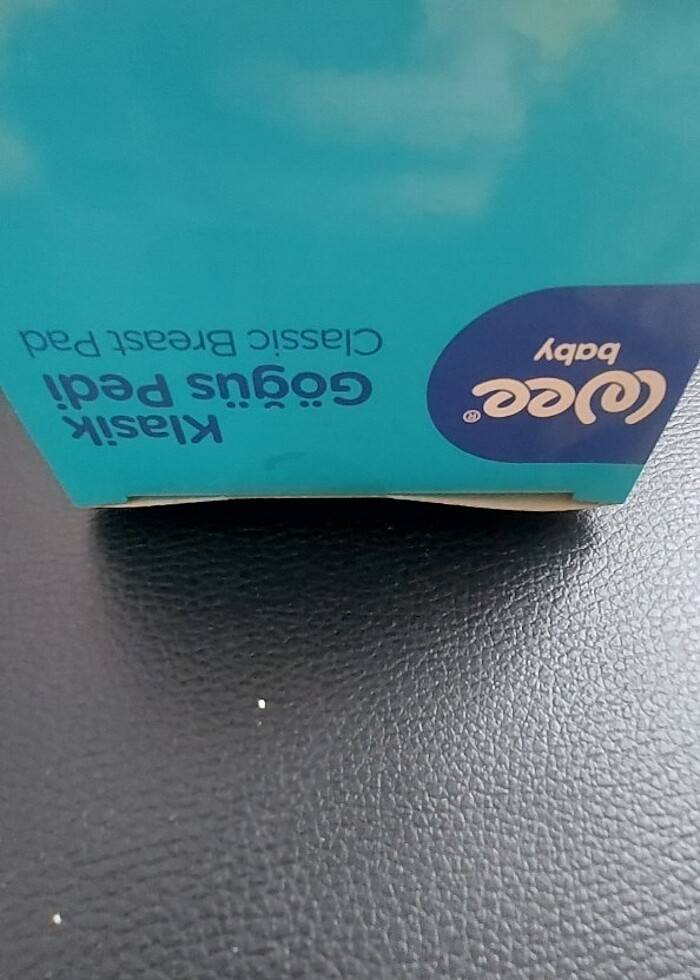 Wee®
baby
Klasik
Göğüs Pedi
Classic Breast Pad